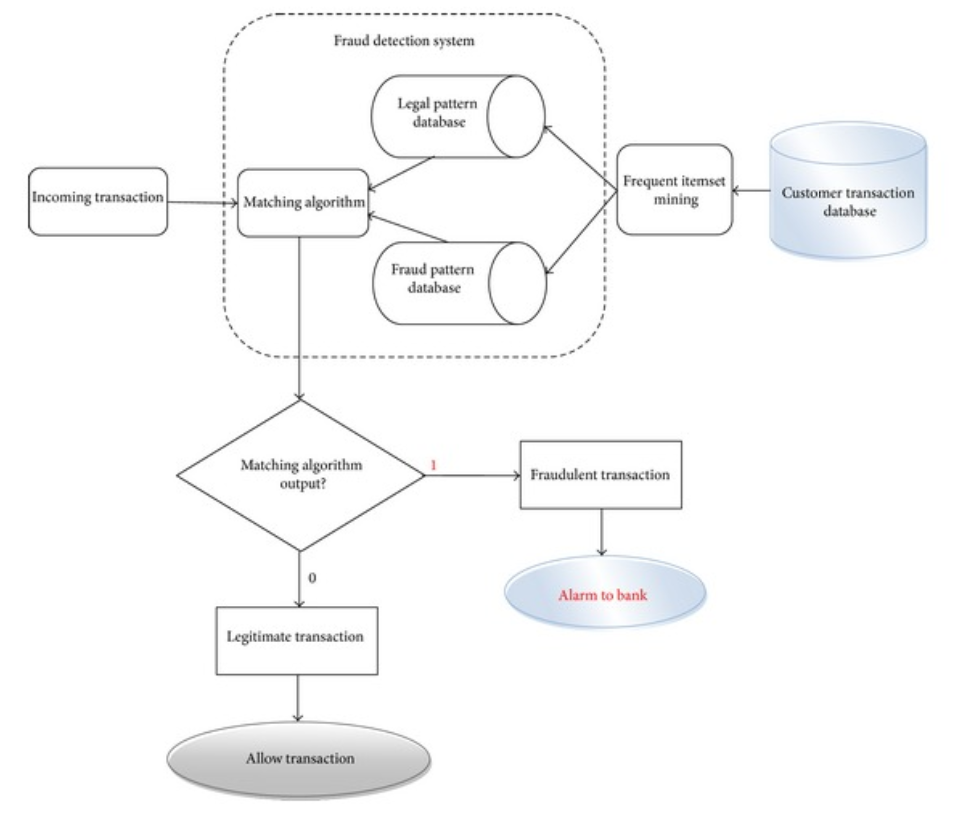 Fraud detection system
Legal pattern
database
Incoming transaction
Matching algorithm
Frequent itemset
mining
Customer transaction
database
Fraud pattern
database
Matching algorithm
output?
1
Fraudulent transaction
0
Alarm to bank
Legitimate transaction
Allow transaction